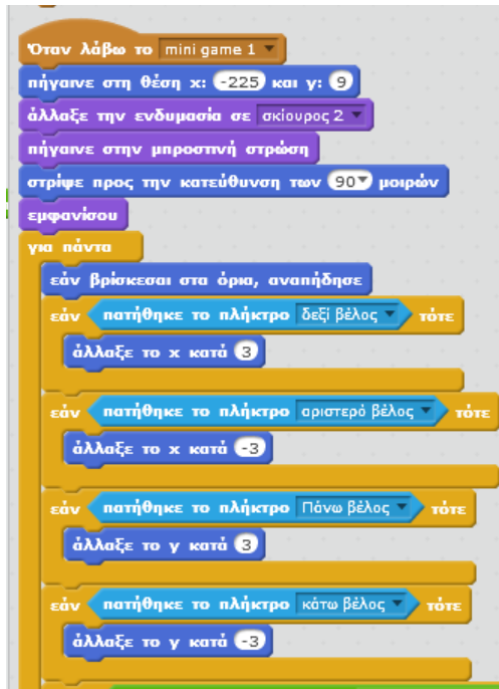 Όταν λάβω το mini game 1
πήγαινε στη θέση x: -225 και y: 9
άλλαξε την ενδυμασία σε σκίουρος 2
πήγαινε στην μπροστινή στρώση
στρίψε προς την κατεύθυνση των 90 μοιρών
εμφανίσου
για πάντα
εάν βρίσκεσαι στα όρια, αναπήδησε
εάν πατήθηκε το πλήκτρο δεξί βέλος τότε
άλλαξε το x κατά 3
εάν πατήθηκε το πλήκτρο αριστερό βέλος τότε
άλλαξε το x κατά -3
εάν πατήθηκε το πλήκτρο Πάνω βέλος τότε
άλλαξε το y κατά 3
εάν πατήθηκε το πλήκτρο κάτω βέλος τότε
άλλαξε το y κατά -3